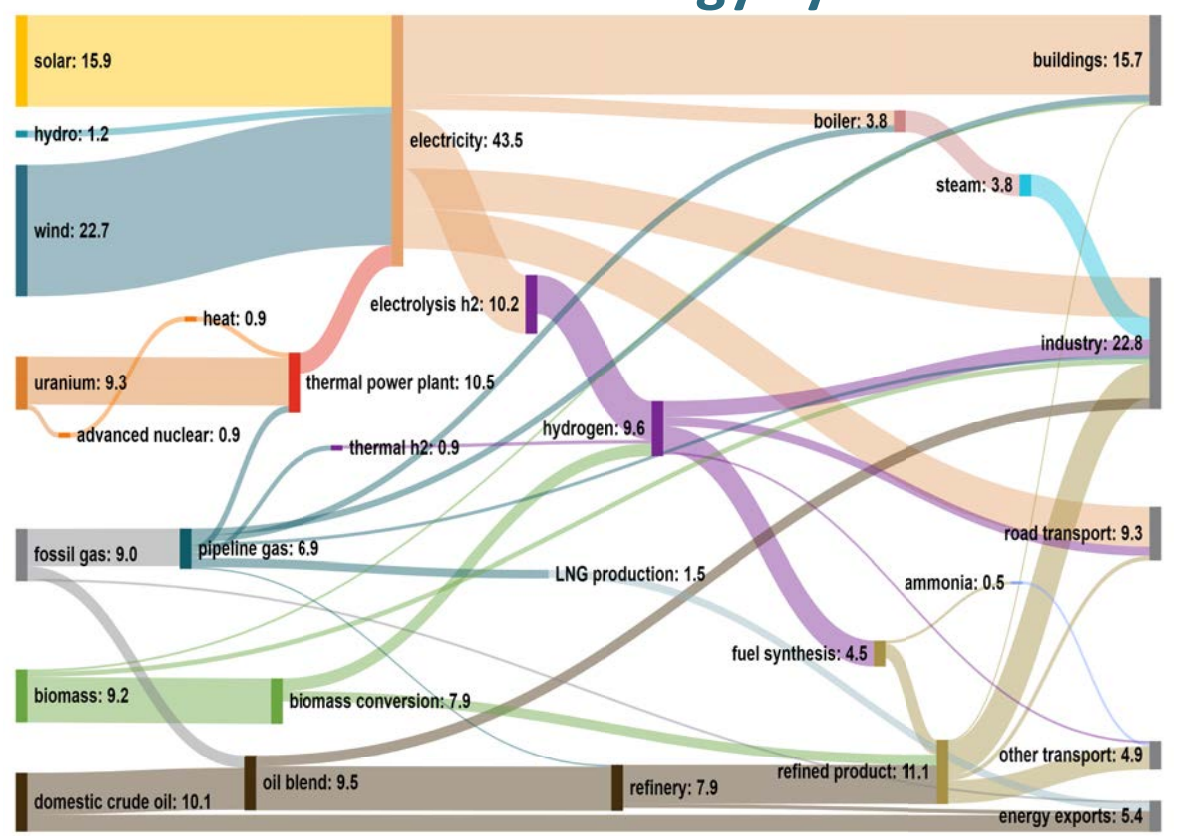 solar: 15.9
buildings: 15.7
boiler: 3.8
hydro: 1.2
electricity: 43.5
steam: 3.8
wind: 22.7
electrolysis h2: 10.2
heat: 0.9
industry: 22.8
uranium: 9.3
thermal power plant: 10.5
advanced nuclear: 0.9
hydrogen: 9.6
thermal h2: 0.9
road transport: 9.3
fossil gas: 9.0
pipeline gas: 6.9
LNG production: 1.5
ammonia: 0.5
fuel synthesis: 4.5
biomass: 9.2
biomass conversion: 7.9
other transport: 4.9
refined product: 11.1
oil blend: 9.5
refinery: 7.9
domestic crude oil: 10.1
energy exports: 5.4